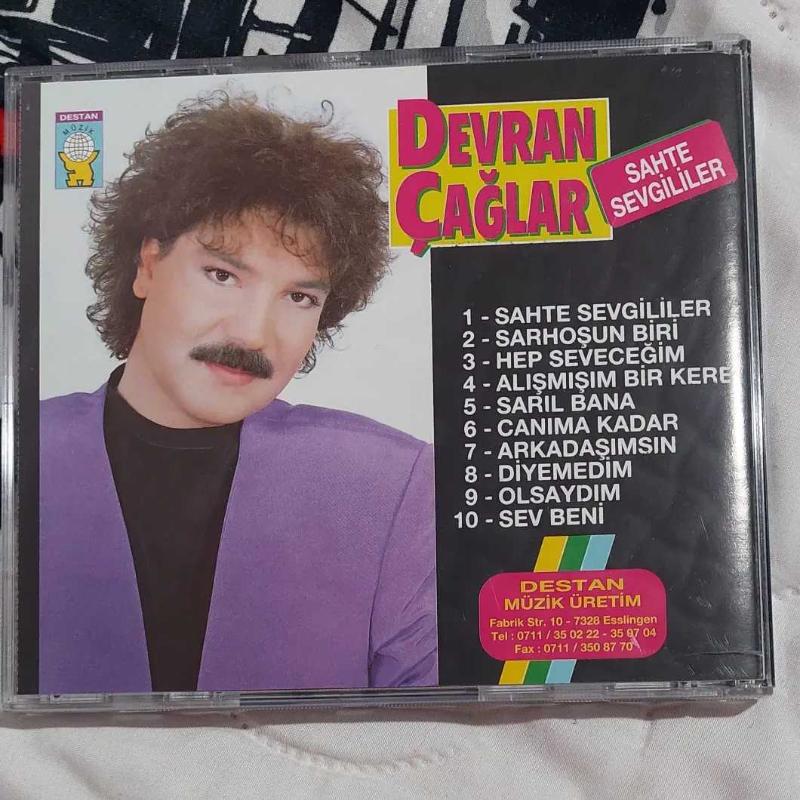 DESTAN
MÜZİK
DEVRAN
ÇAĞLAR
SAHTE
SEVGİLİLER
1 - SAHTE SEVGİLİLER
2 - SARHOŞUN BİRİ
3 - HEP SEVECEĞİM
4 - ALIŞMIŞIM BİR KERE
5 - SARIL BANA
6 - CANIMA KADAR
7 - ARKADAŞIMSIN
8 - DİYEMEDİM
9 - OLSAYDIM
10 - SEV BENİ
DESTAN
MÜZİK ÜRETİM
Fabrik Str. 10 - 7328 Esslingen
Tel : 0711 / 35 02 22 - 35 97 04
Fax : 0711 / 350 87 70